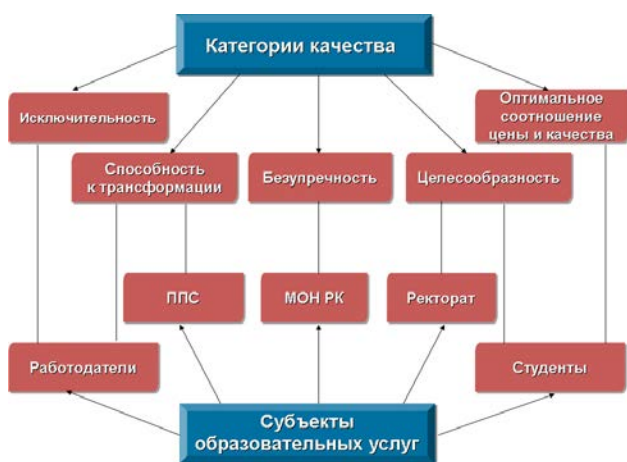 Категории качества
Исключительность
Оптимальное
соотношение
цены и качества
Способность
к трансформации
Безупречность
Целесообразность
ППС
МОН РК
Ректорат
Работодатели
Студенты
Субъекты
образовательных услуг